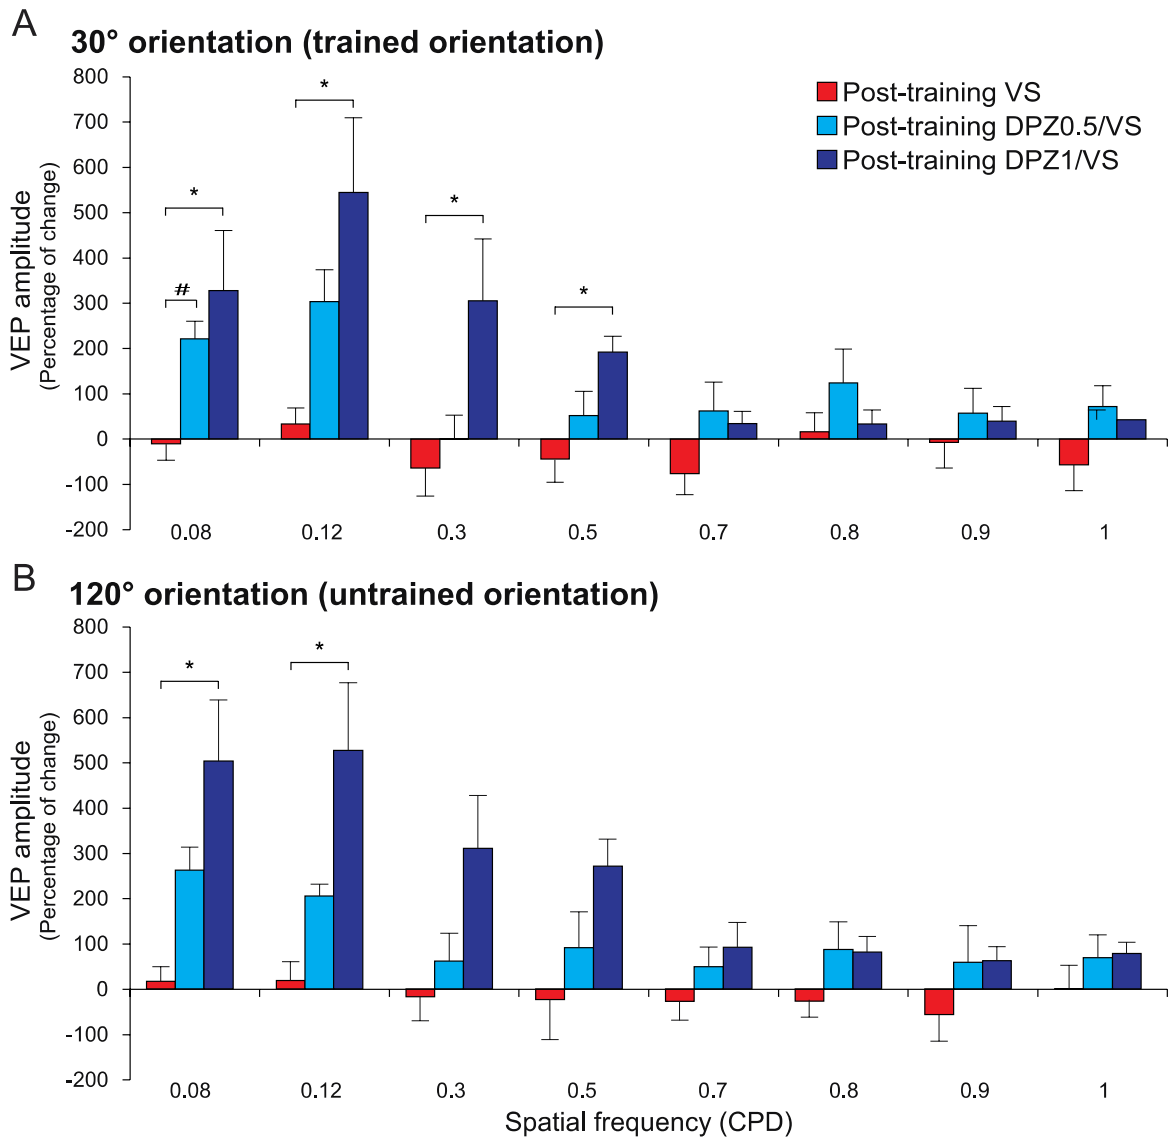 A
30° orientation (trained orientation)
800
700
600
500
400
300
200
100
0
-100
-200
VEP amplitude
(Percentage of change)
Post-training VS
Post-training DPZ0.5/VS
Post-training DPZ1/VS
*
#
*
*
*
0.08 0.12 0.3 0.5 0.7 0.8 0.9 1
B
120° orientation (untrained orientation)
800
700
600
500
400
300
200
100
0
-100
-200
VEP amplitude
(Percentage of change)
*
*
0.08 0.12 0.3 0.5 0.7 0.8 0.9 1
Spatial frequency (CPD)